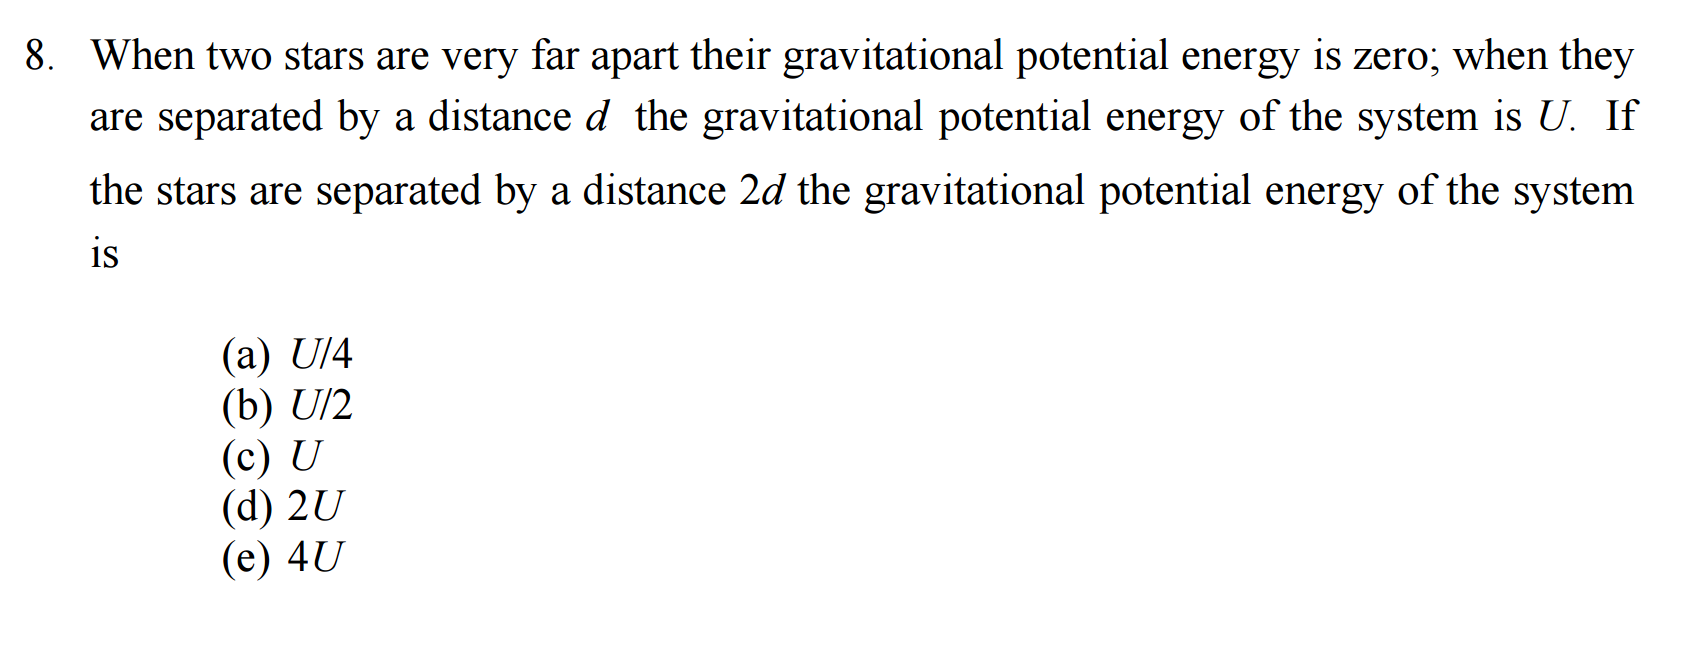 8. When two stars are very far apart their gravitational potential energy is zero; when they
are separated by a distance d the gravitational potential energy of the system is U. If
the stars are separated by a distance 2d the gravitational potential energy of the system
is
(a) U/4
(b) U/2
(c) U
(d) 2U
(e) 4U